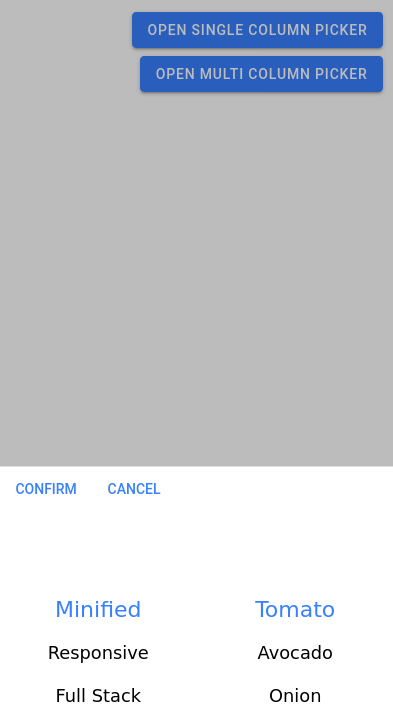 OPEN SINGLE COLUMN PICKER
OPEN MULTI COLUMN PICKER
CONFIRM CANCEL
Minified Tomato
Responsive Avocado
Full Stack Onion